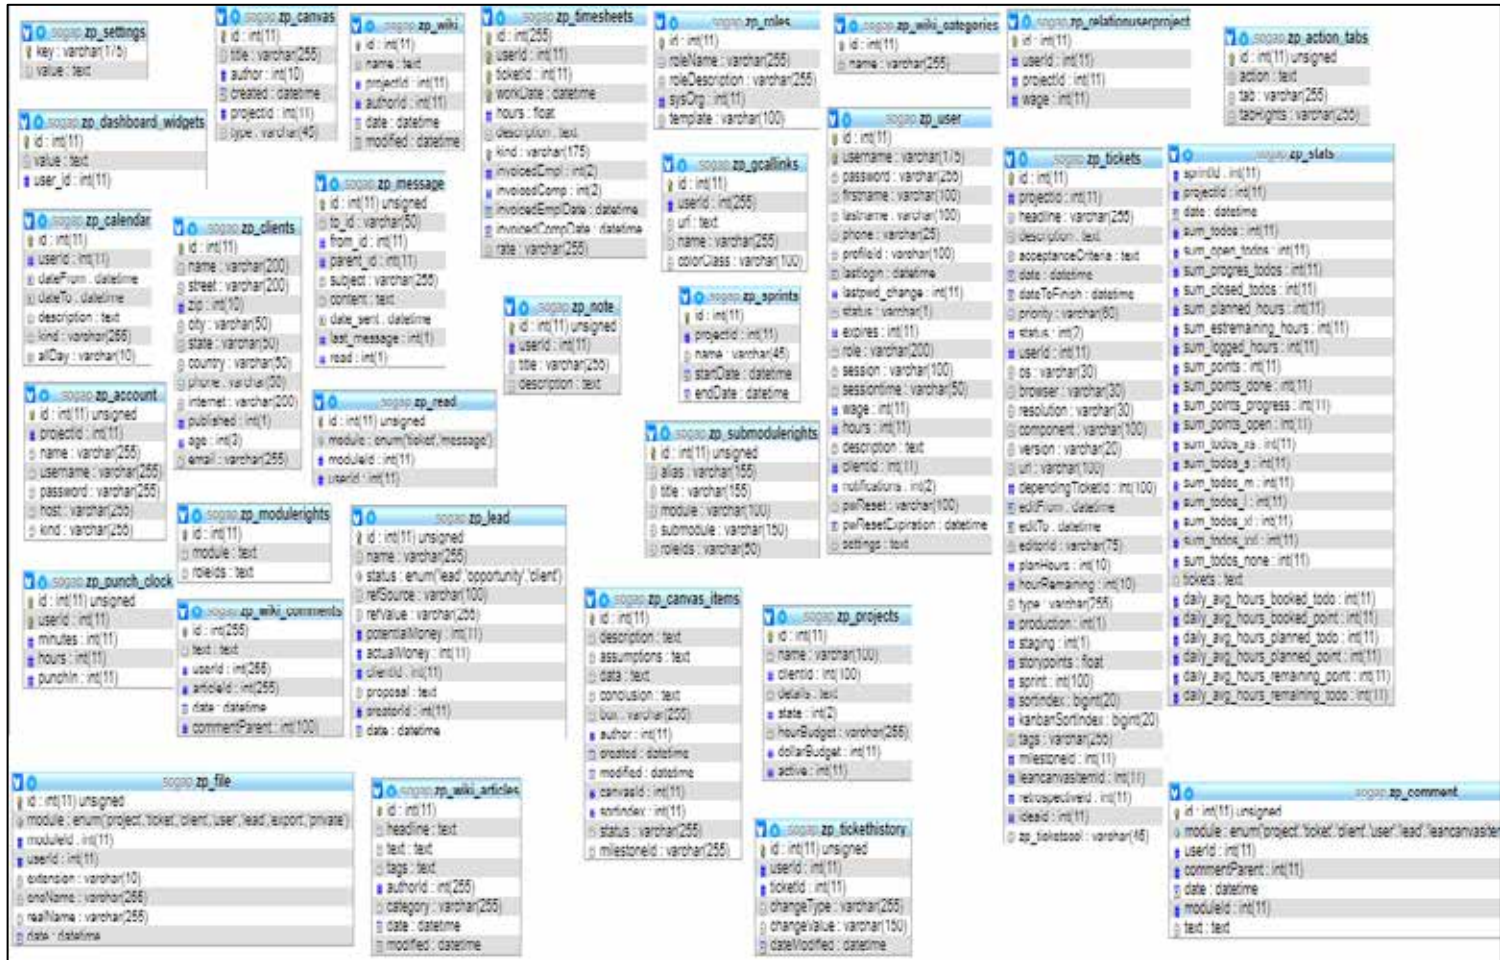 sogap.zp_settings
key : varchar(175)
value : text
sogap.zp_canvas
id : int(11)
title : varchar(255)
author : int(10)
created : datetime
projectId : int(11)
type : varchar(45)
sogap.zp_wiki
id : int(11)
name : text
projectId : int(11)
authorId : int(11)
date : datetime
modified : datetime
sogap.zp_timesheets
id : int(255)
userId : int(11)
ticketId : int(11)
workDate : datetime
hours : float
description : text
kind : varchar(175)
invoicedEmpl : int(2)
invoicedComp : int(2)
invoicedEmplDate : datetime
invoicedCompDate : datetime
rate : varchar(255)
sogap.zp_roles
id : int(11)
roleName : varchar(255)
roleDescription : varchar(255)
sysOrg : int(11)
template : varchar(100)
sogap.zp_wiki_categories
id : int(11)
name : varchar(255)
sogap.zp_relationuserproject
id : int(11)
userId : int(11)
projectId : int(11)
wage : int(11)
sogap.zp_action_tabs
id : int(11) unsigned
action : text
tab : varchar(255)
tabRights : varchar(255)
sogap.zp_dashboard_widgets
id : int(11)
value : text
user_id : int(11)
sogap.zp_message
id : int(11) unsigned
to_id : varchar(50)
from_id : int(11)
parent_id : int(11)
subject : varchar(255)
content : text
date_sent : datetime
last_message : int(1)
read : int(1)
sogap.zp_gcallinks
id : int(11)
userId : int(255)
url : text
name : varchar(255)
colorClass : varchar(100)
sogap.zp_user
id : int(11)
username : varchar(175)
password : varchar(255)
firstname : varchar(100)
lastname : varchar(100)
phone : varchar(25)
profileId : varchar(100)
lastlogin : datetime
lastpwd_change : int(11)
status : varchar(1)
expires : int(11)
role : varchar(200)
session : varchar(100)
sessiontime : varchar(50)
wage : int(11)
hours : int(11)
description : text
clientId : int(11)
notifications : int(2)
pwReset : varchar(100)
pwResetExpiration : datetime
settings : text
sogap.zp_tickets
id : int(11)
projectId : int(11)
headline : varchar(255)
description : text
acceptanceCriteria : text
date : datetime
dateToFinish : datetime
priority : varchar(60)
status : int(2)
userId : int(11)
os : varchar(30)
browser : varchar(30)
resolution : varchar(30)
component : varchar(100)
version : varchar(20)
url : varchar(100)
dependingTicketId : int(100)
editFrom : datetime
editTo : datetime
editorId : varchar(75)
planHours : int(10)
hourRemaining : int(10)
type : varchar(255)
production : int(1)
staging : int(1)
storypoints : float
sprint : int(100)
sortindex : bigint(20)
kanbanSortIndex : bigint(20)
tags : varchar(255)
milestoneid : int(11)
leancanvasitemid : int(11)
retrospectiveid : int(11)
ideaid : int(11)
zp_ticketscol : varchar(45)
sogap.zp_stats
sprintId : int(11)
projectId : int(11)
date : datetime
sum_todos : int(11)
sum_open_todos : int(11)
sum_progres_todos : int(11)
sum_closed_todos : int(11)
sum_planned_hours : int(11)
sum_estremaining_hours : int(11)
sum_logged_hours : int(11)
sum_points : int(11)
sum_points_done : int(11)
sum_points_progress : int(11)
sum_points_open : int(11)
sum_todos_xs : int(11)
sum_todos_s : int(11)
sum_todos_m : int(11)
sum_todos_l : int(11)
sum_todos_xl : int(11)
sum_todos_xxl : int(11)
sum_todos_none : int(11)
tickets : text
daily_avg_hours_booked_todo : int(11)
daily_avg_hours_booked_point : int(11)
daily_avg_hours_planned_todo : int(11)
daily_avg_hours_planned_point : int(11)
daily_avg_hours_remaining_point : int(11)
daily_avg_hours_remaining_todo : int(11)
sogap.zp_calendar
id : int(11)
userId : int(11)
dateFrom : datetime
dateTo : datetime
description : text
kind : varchar(255)
allDay : varchar(10)
sogap.zp_clients
id : int(11)
name : varchar(200)
street : varchar(200)
zip : int(10)
city : varchar(50)
state : varchar(50)
country : varchar(50)
phone : varchar(50)
internet : varchar(200)
published : int(1)
age : int(3)
email : varchar(255)
sogap.zp_note
id : int(11) unsigned
userId : int(11)
title : varchar(255)
description : text
sogap.zp_sprints
id : int(11)
projectId : int(11)
name : varchar(45)
startDate : datetime
endDate : datetime
sogap.zp_account
id : int(11) unsigned
projectId : int(11)
name : varchar(255)
username : varchar(255)
password : varchar(255)
host : varchar(255)
kind : varchar(255)
sogap.zp_read
id : int(11) unsigned
module : enum('ticket','message')
moduleId : int(11)
userId : int(11)
sogap.zp_submodulerights
id : int(11) unsigned
alias : varchar(155)
title : varchar(155)
module : varchar(100)
submodule : varchar(150)
roleIds : varchar(50)
sogap.zp_modulerights
id : int(11)
module : text
roleIds : text
sogap.zp_lead
id : int(11) unsigned
name : varchar(255)
status : enum('lead','opportunity','client')
refSource : varchar(100)
refValue : varchar(255)
potentialMoney : int(11)
actualMoney : int(11)
clientId : int(11)
proposal : text
creatorId : int(11)
date : datetime
sogap.zp_punch_clock
id : int(11) unsigned
userId : int(11)
minutes : int(11)
hours : int(11)
punchIn : int(11)
sogap.zp_wiki_comments
id : int(255)
text : text
userId : int(255)
articleId : int(255)
date : datetime
commentParent : int(100)
sogap.zp_canvas_items
id : int(11)
description : text
assumptions : text
data : text
conclusion : text
box : varchar(255)
author : int(11)
created : datetime
modified : datetime
canvasId : int(11)
sortindex : int(11)
status : varchar(255)
milestoneId : varchar(255)
sogap.zp_projects
id : int(11)
name : varchar(100)
clientId : int(100)
details : text
state : int(2)
hourBudget : varchar(255)
dollarBudget : int(11)
active : int(11)
sogap.zp_file
id : int(11) unsigned
module : enum('project','ticket','client','user','lead','export','private')
moduleId : int(11)
userId : int(11)
extension : varchar(10)
encName : varchar(255)
realName : varchar(255)
date : datetime
sogap.zp_wiki_articles
id : int(11)
headline : text
text : text
tags : text
authorId : int(255)
category : varchar(255)
date : datetime
modified : datetime
sogap.zp_tickethistory
id : int(11) unsigned
userId : int(11)
ticketId : int(11)
changeType : varchar(255)
changeValue : varchar(150)
dateModified : datetime
sogap.zp_comment
id : int(11) unsigned
module : enum('project','ticket','client','user','lead','leancanvasitem
userId : int(11)
commentParent : int(11)
date : datetime
moduleId : int(11)
text : text